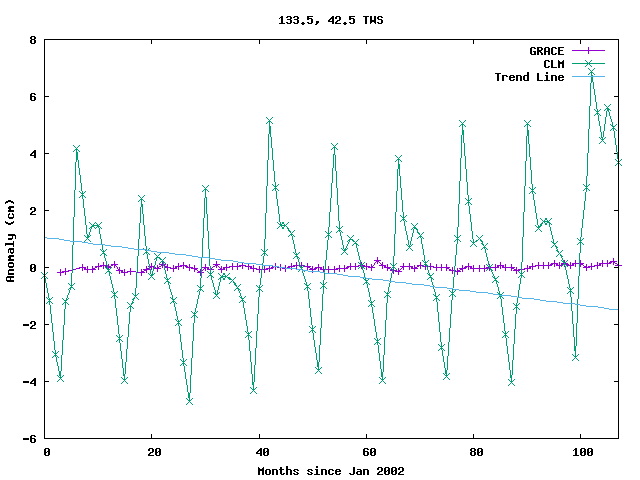 133.5, 42.5 TWS
GRACE
CLM
Trend Line
8
6
4
2
0
-2
-4
-6
Anomaly (cm)
0 20 40 60 80 100
Months since Jan 2002